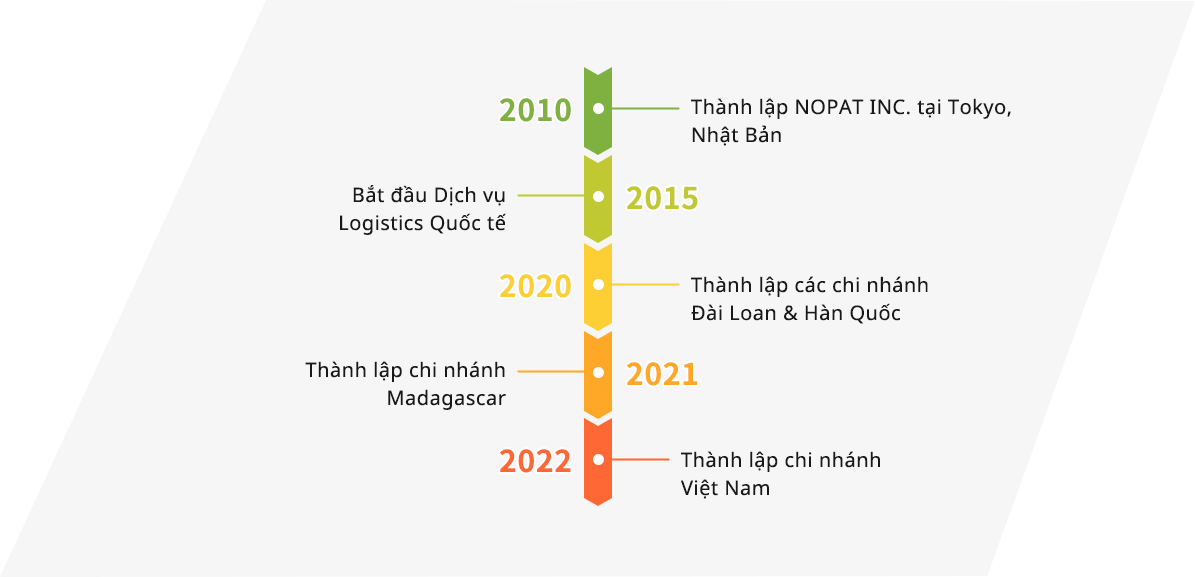 2010
Thành lập NOPAT INC. tại Tokyo,
Nhật Bản
Bắt đầu Dịch vụ
Logistics Quốc tế
2015
2020
Thành lập các chi nhánh
Đài Loan & Hàn Quốc
Thành lập chi nhánh
Madagascar
2021
2022
Thành lập chi nhánh
Việt Nam